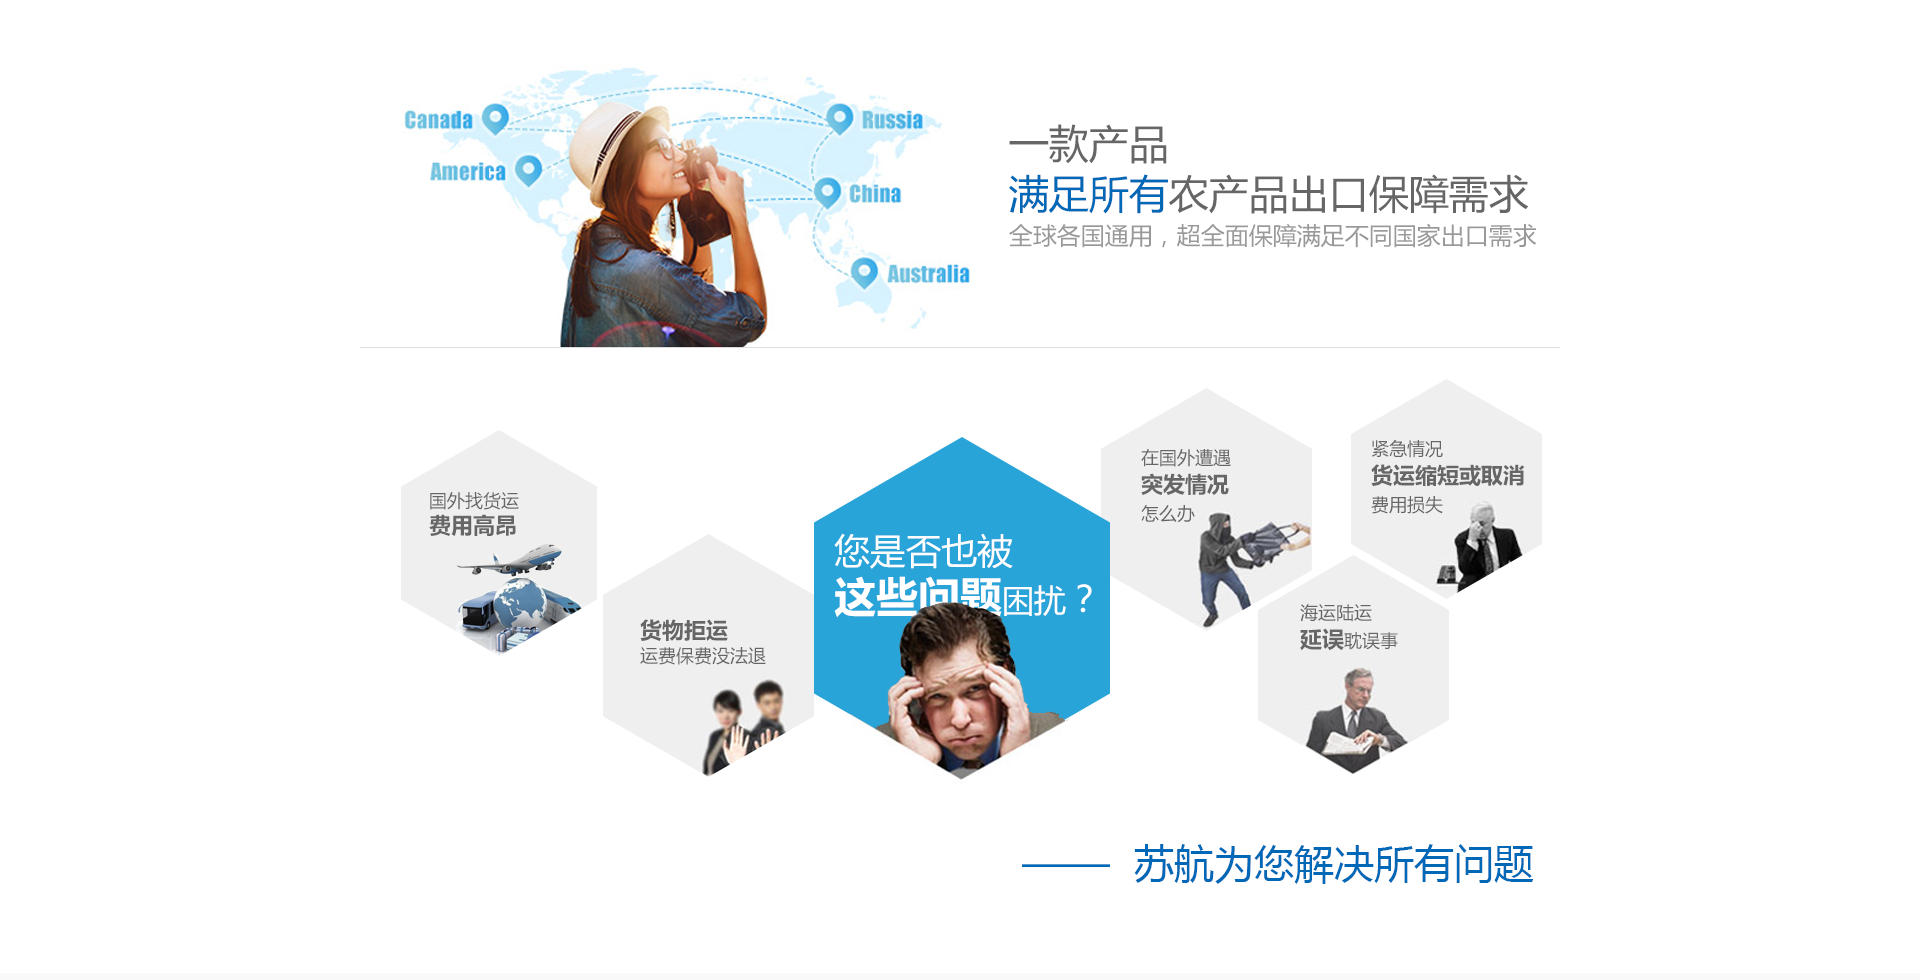 Canada
Russia
America
China
Australia
一款产品
满足所有农产品出口保障需求
全球各国通用，超全面保障满足不同国家出口需求
国外找货运
费用高昂
货物拒运
运费保费没法退
您是否也被
这些问题困扰？
在国外遭遇
突发情况
怎么办
紧急情况
货运缩短或取消
费用损失
海运陆运
延误耽误事
—— 苏航为您解决所有问题